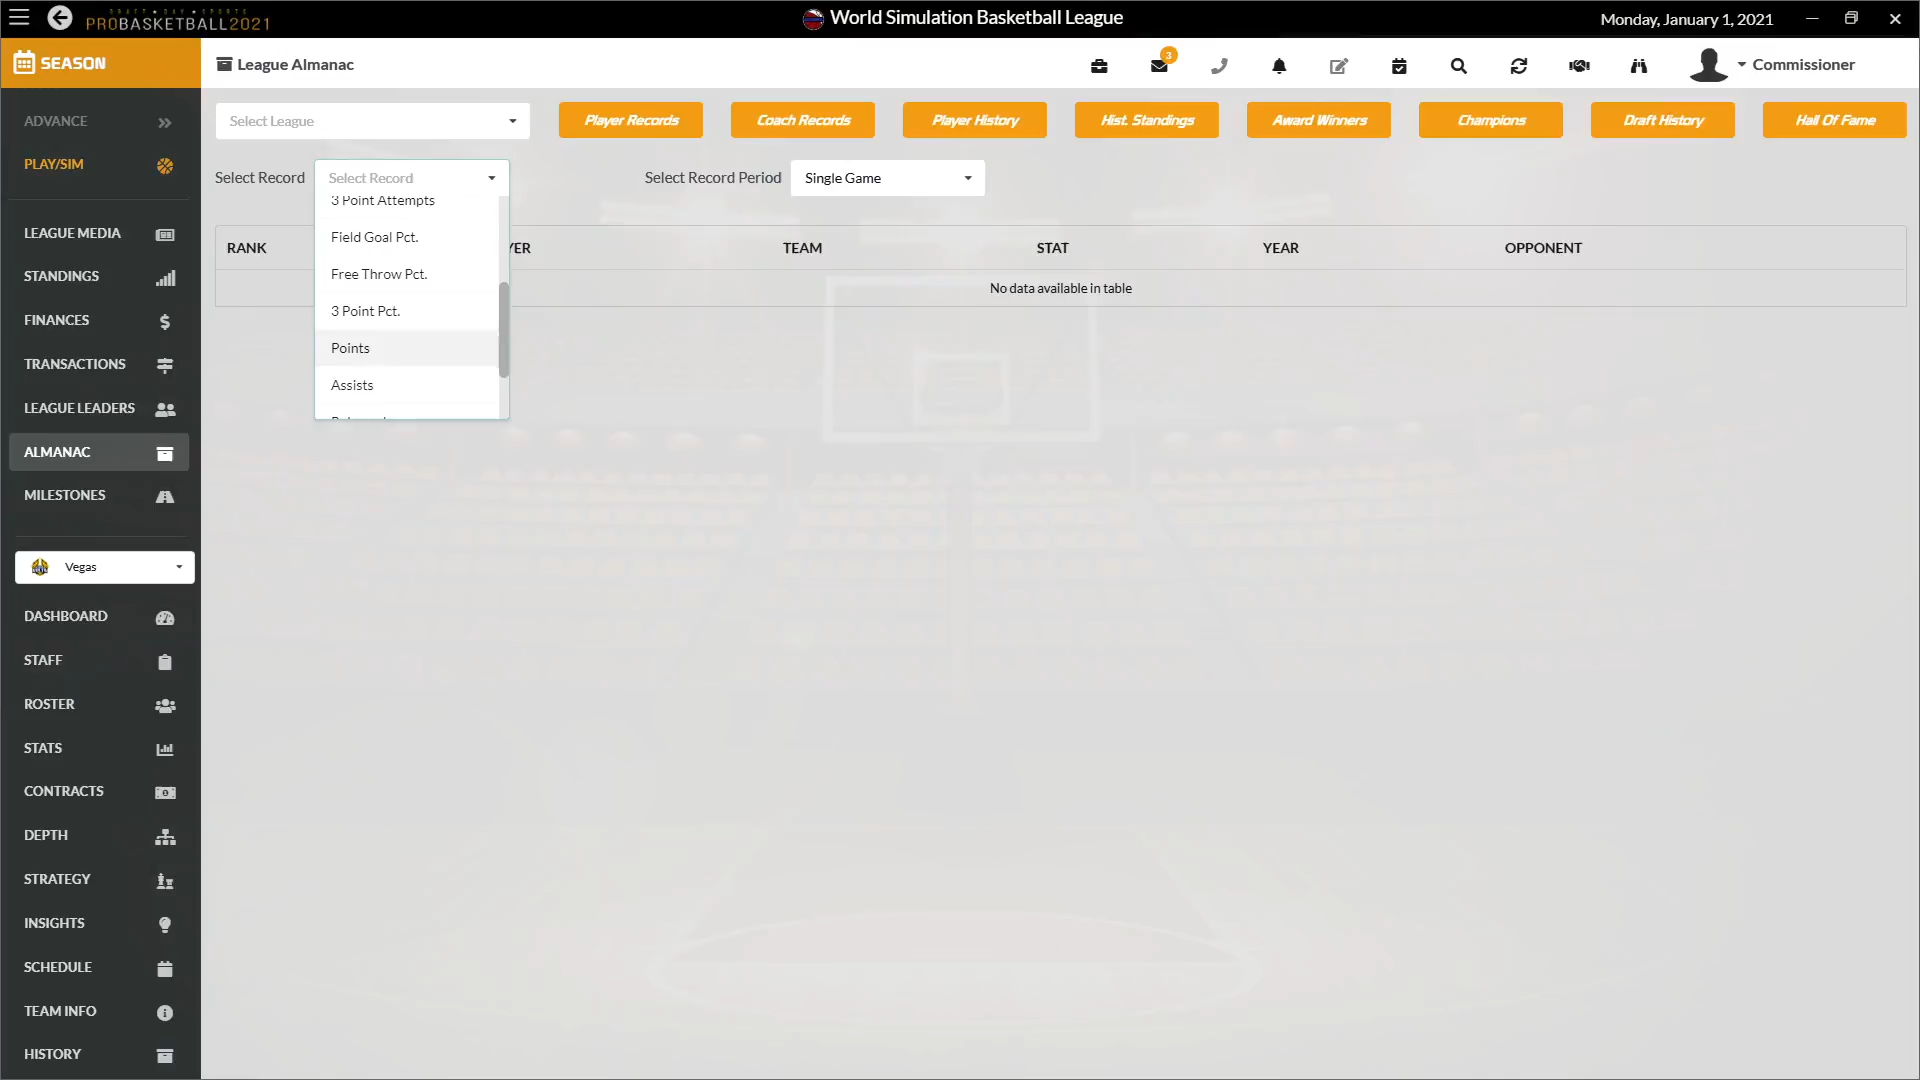 DRAFT DAY SPORTS
PROBASKETBALL2021
World Simulation Basketball League
Monday, January 1, 2021
SEASON
League Almanac
3
Commissioner
ADVANCE
PLAY/SIM
LEAGUE MEDIA
STANDINGS
FINANCES
TRANSACTIONS
LEAGUE LEADERS
ALMANAC
MILESTONES
Vegas
DASHBOARD
STAFF
ROSTER
STATS
CONTRACTS
DEPTH
STRATEGY
INSIGHTS
SCHEDULE
TEAM INFO
HISTORY
Select League
Player Records
Coach Records
Player History
Hist. Standings
Award Winners
Champions
Draft History
Hall Of Fame
Select Record
Select Record
Select Record Period
Single Game
3 Point Attempts
Field Goal Pct.
Free Throw Pct.
3 Point Pct.
Points
Assists
RANK YER TEAM STAT YEAR OPPONENT
No data available in table